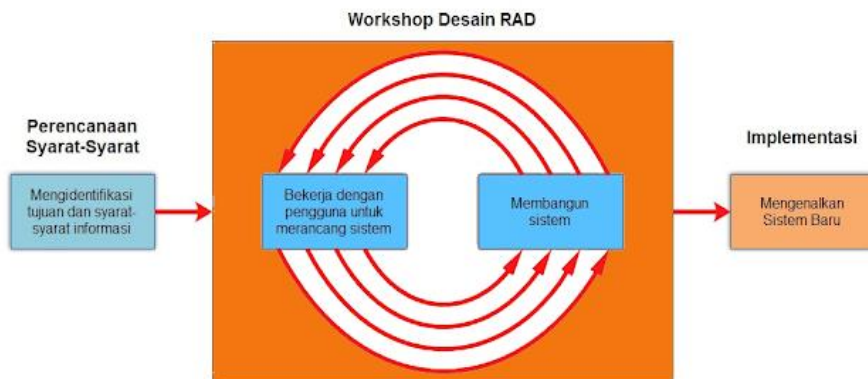 Workshop Desain RAD
Perencanaan
Syarat-Syarat
Mengidentifikasi
tujuan dan syarat-
syarat informasi
Bekerja dengan
pengguna untuk
merancang sistem
Membangun
sistem
Implementasi
Mengenalkan
Sistem Baru